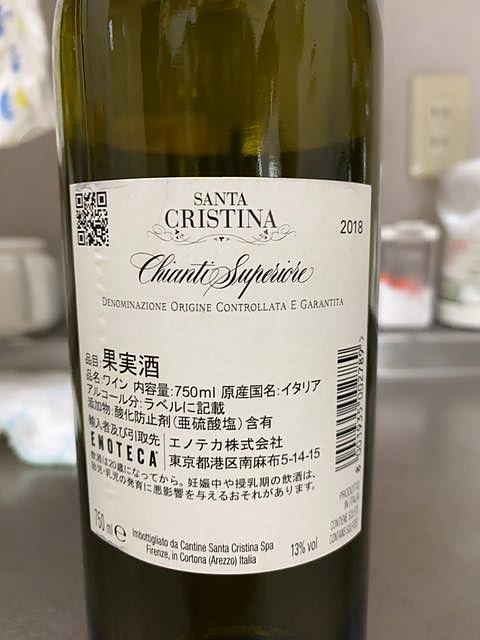 SANTA
CRISTINA
2018
Chianti Superiore
DENOMINAZIONE ORIGINE CONTROLLATA E GARANTITA
品目:果実酒
品名:ワイン 内容量:750ml 原産国名:イタリア
アルコール分:ラベルに記載
添加物:酸化防止剤(亜硫酸塩)含有
輸入者及び引取先 エノテカ株式会社
ENOTECA 東京都港区南麻布5-14-15
飲酒は20歳になってから。妊娠中や授乳期の飲酒は、
胎児・乳児の発育に悪影響を与えるおそれがあります。
750 ml e
Imbottigliato da Cantine Santa Cristina Spa
Firenze, in Cortona (Arezzo) Italia
13% vol